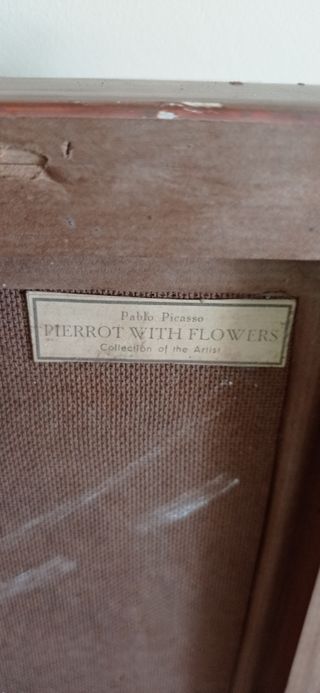 Pablo Picasso
PIERROT WITH FLOWERS
Collection of the Artist